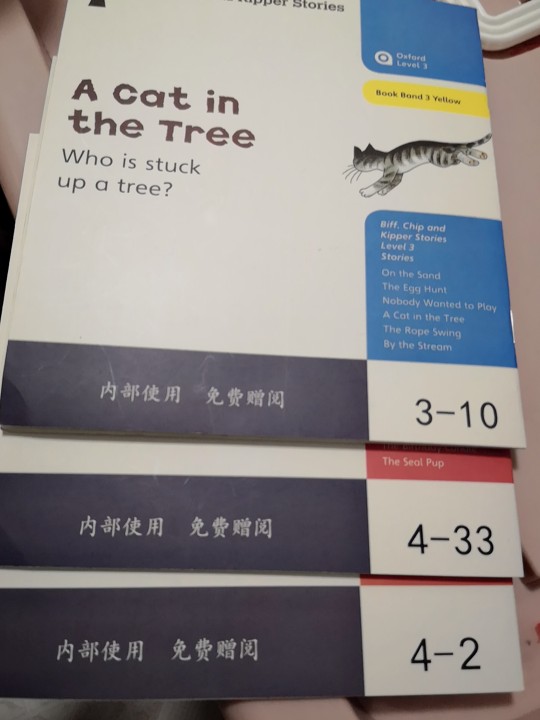 Kipper Stories
Oxford
Level 3
Book Band 3 Yellow
A cat in
the Tree
Who is stuck
up a tree?
Biff, Chip and
Kipper Stories
Level 3
Stories
On the Sand
The Egg Hunt
Nobody Wanted to Play
A Cat in the Tree
The Rope Swing
By the Stream
内部使用 免费赠阅
3-10
The Seal Pup
内部使用 免费赠阅
4-33
内部使用 免费赠阅
4-2